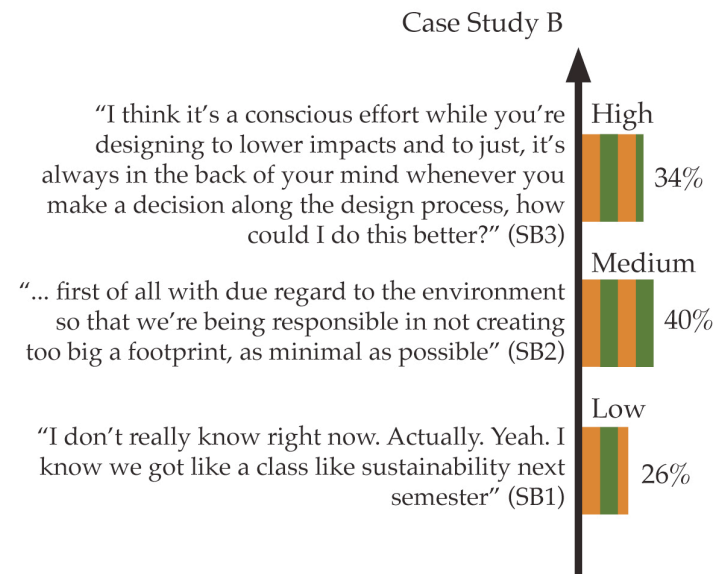 Case Study B
“I think it’s a conscious effort while you’re
designing to lower impacts and to just, it’s
always in the back of your mind whenever you
make a decision along the design process, how
could I do this better?” (SB3)
High
34%
“... first of all with due regard to the environment
so that we’re being responsible in not creating
too big a footprint, as minimal as possible” (SB2)
Medium
40%
“I don’t really know right now. Actually. Yeah. I
know we got like a class like sustainability next
semester” (SB1)
Low
26%